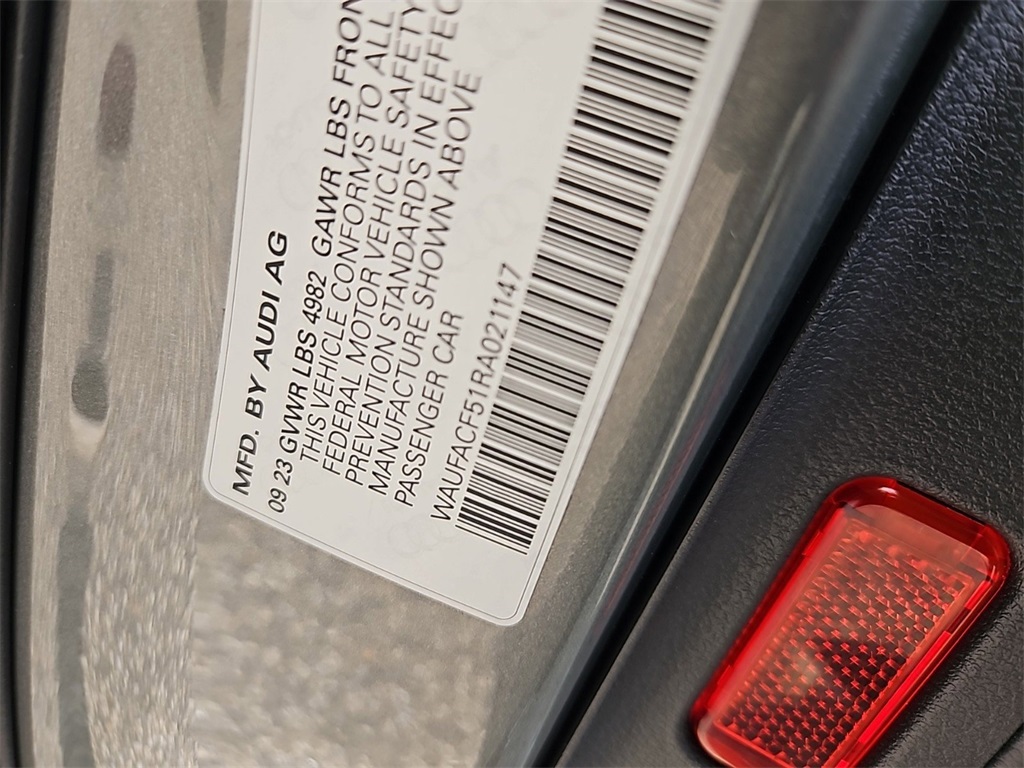 MFD. BY AUDI AG
09 23 GVWR LBS 4982 GAWR LBS FRON
THIS VEHICLE CONFORMS TO ALL
FEDERAL MOTOR VEHICLE SAFETY
PREVENTION STANDARDS IN EFFEC
MANUFACTURE SHOWN ABOVE
PASSENGER CAR
WAUFACF51RA021147